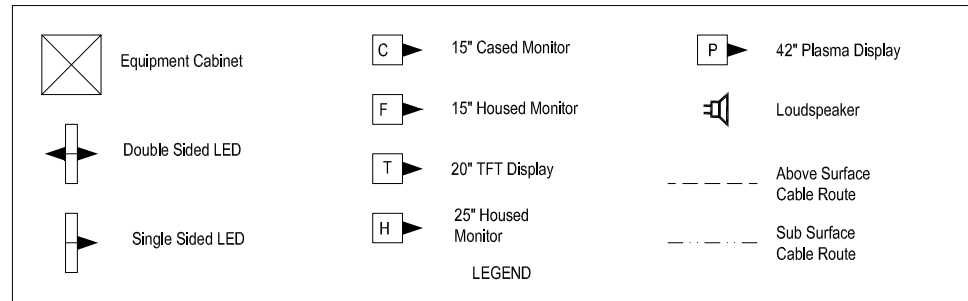 Equipment Cabinet
Double Sided LED
Single Sided LED
C 15" Cased Monitor
F 15" Housed Monitor
T 20" TFT Display
H 25" Housed
Monitor
LEGEND
P 42" Plasma Display
Loudspeaker
Above Surface
Cable Route
Sub Surface
Cable Route